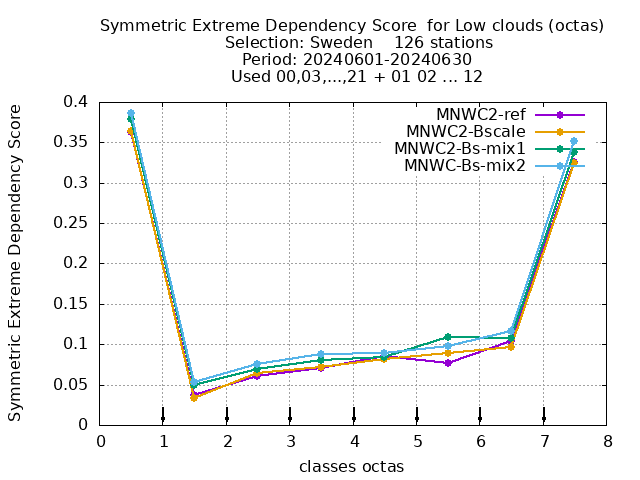 Symmetric Extreme Dependency Score  for Low clouds (octas)
Selection: Sweden    126 stations
Period: 20240601-20240630
Used 00,03,...,21 + 01 02 ... 12
Symmetric Extreme Dependency Score
0.4
0.35
0.3
0.25
0.2
0.15
0.1
0.05
0
MNWC2-ref
MNWC2-Bscale
MNWC2-Bs-mix1
MNWC-Bs-mix2
0 1 2 3 4 5 6 7 8
classes octas